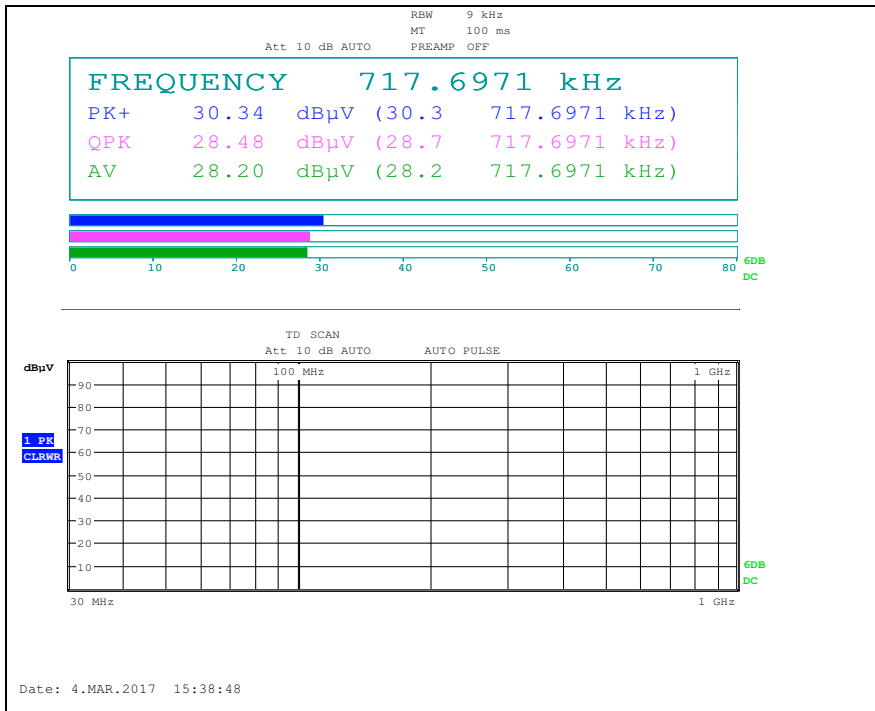 RBW 9 kHz
MT 100 ms
Att 10 dB AUTO PREAMP OFF
FREQUENCY 717.6971 kHz
PK+ 30.34 dBµV (30.3 717.6971 kHz)
QPK 28.48 dBµV (28.7 717.6971 kHz)
AV 28.20 dBµV (28.2 717.6971 kHz)
0 10 20 30 40 50 60 70 80
6DB
DC
TD SCAN
Att 10 dB AUTO AUTO PULSE
dBµV
100 MHz 1 GHz
90
80
70
1 PK
60
CLRWR
50
40
30
20
10
6DB
DC
30 MHz 1 GHz
Date: 4.MAR.2017 15:38:48